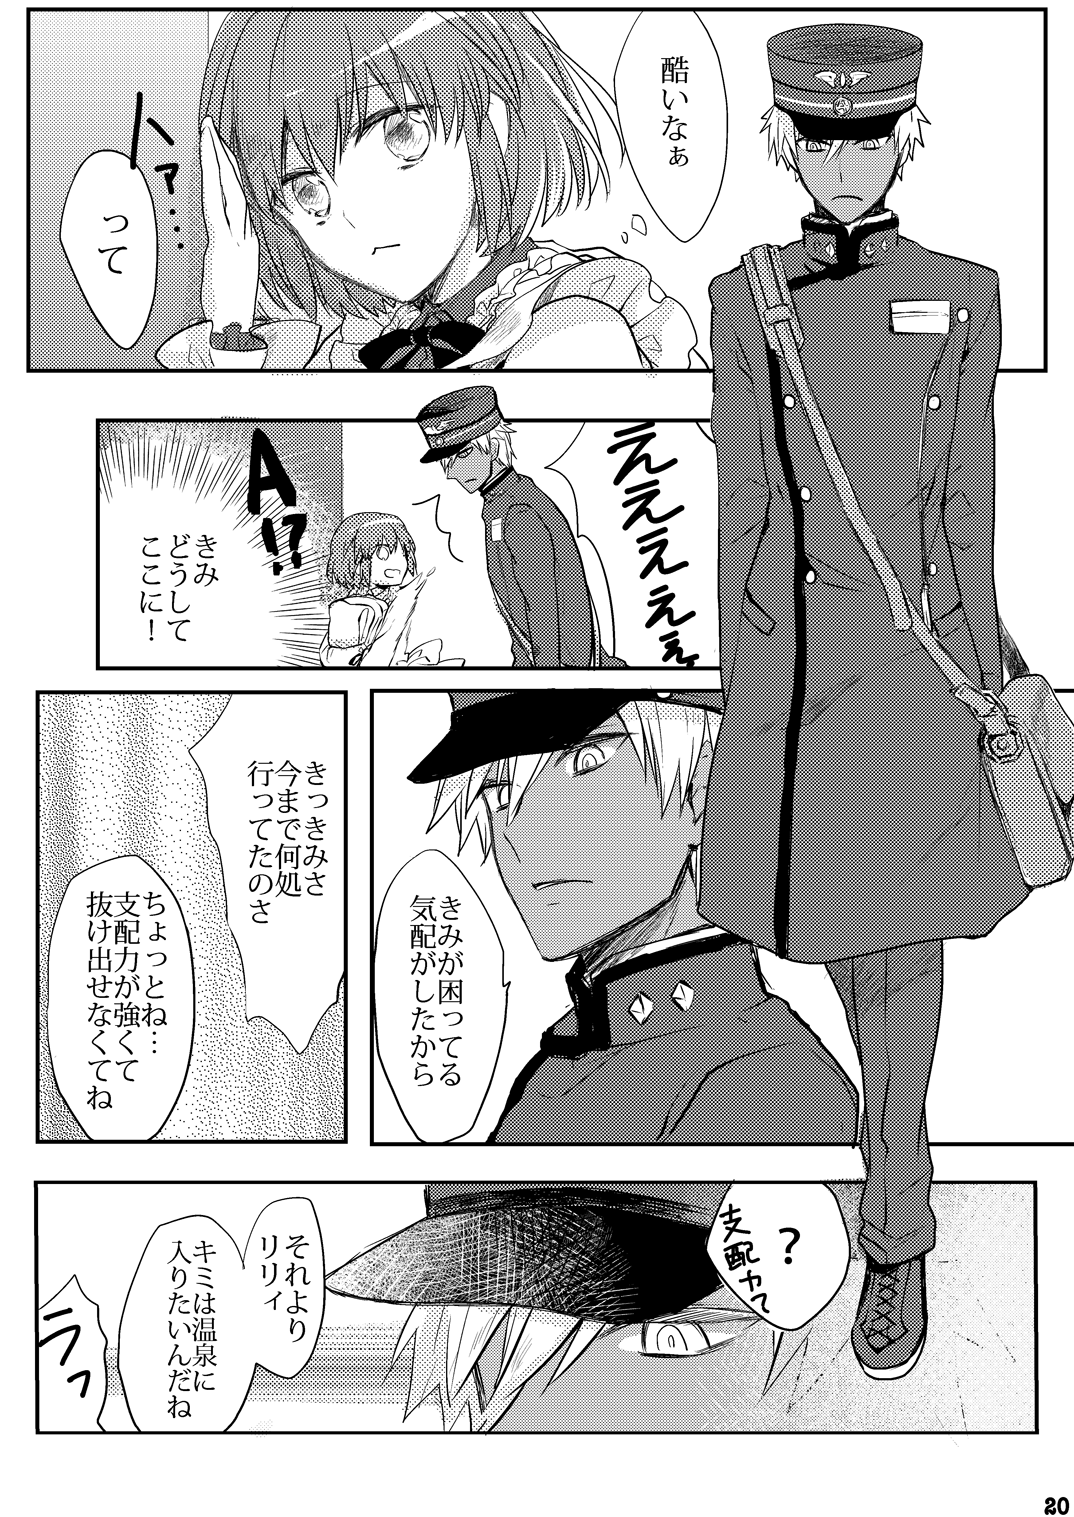 酷いなぁ
トァ…
って
えええええ
A!?
きみ
どうして
ここに！
きみが困ってる
気配がしたから
きっきみさ
今まで何処
行ってたのさ
ちょっとね…
支配力が強くて
抜け出せなくてね
？
支配力て
それより
リリィ
キミは温泉に
入りたいんだね
ラっ
20